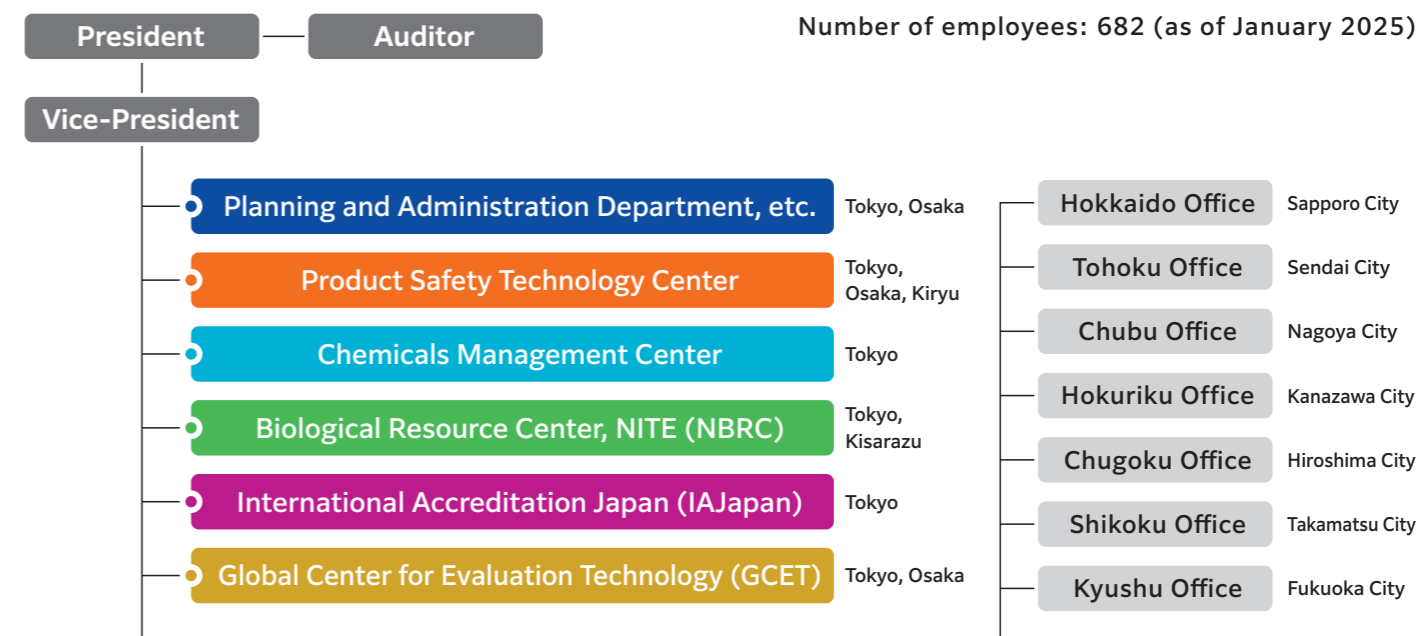 President
Auditor
Number of employees: 682 (as of January 2025)
Vice-President
Planning and Administration Department, etc.
Tokyo, Osaka
Product Safety Technology Center
Tokyo,
Osaka, Kiryu
Chemicals Management Center
Tokyo
Biological Resource Center, NITE (NBRC)
Tokyo,
Kisarazu
International Accreditation Japan (IAJapan)
Tokyo
Global Center for Evaluation Technology (GCET)
Tokyo, Osaka
Hokkaido Office
Sapporo City
Tohoku Office
Sendai City
Chubu Office
Nagoya City
Hokuriku Office
Kanazawa City
Chugoku Office
Hiroshima City
Shikoku Office
Takamatsu City
Kyushu Office
Fukuoka City